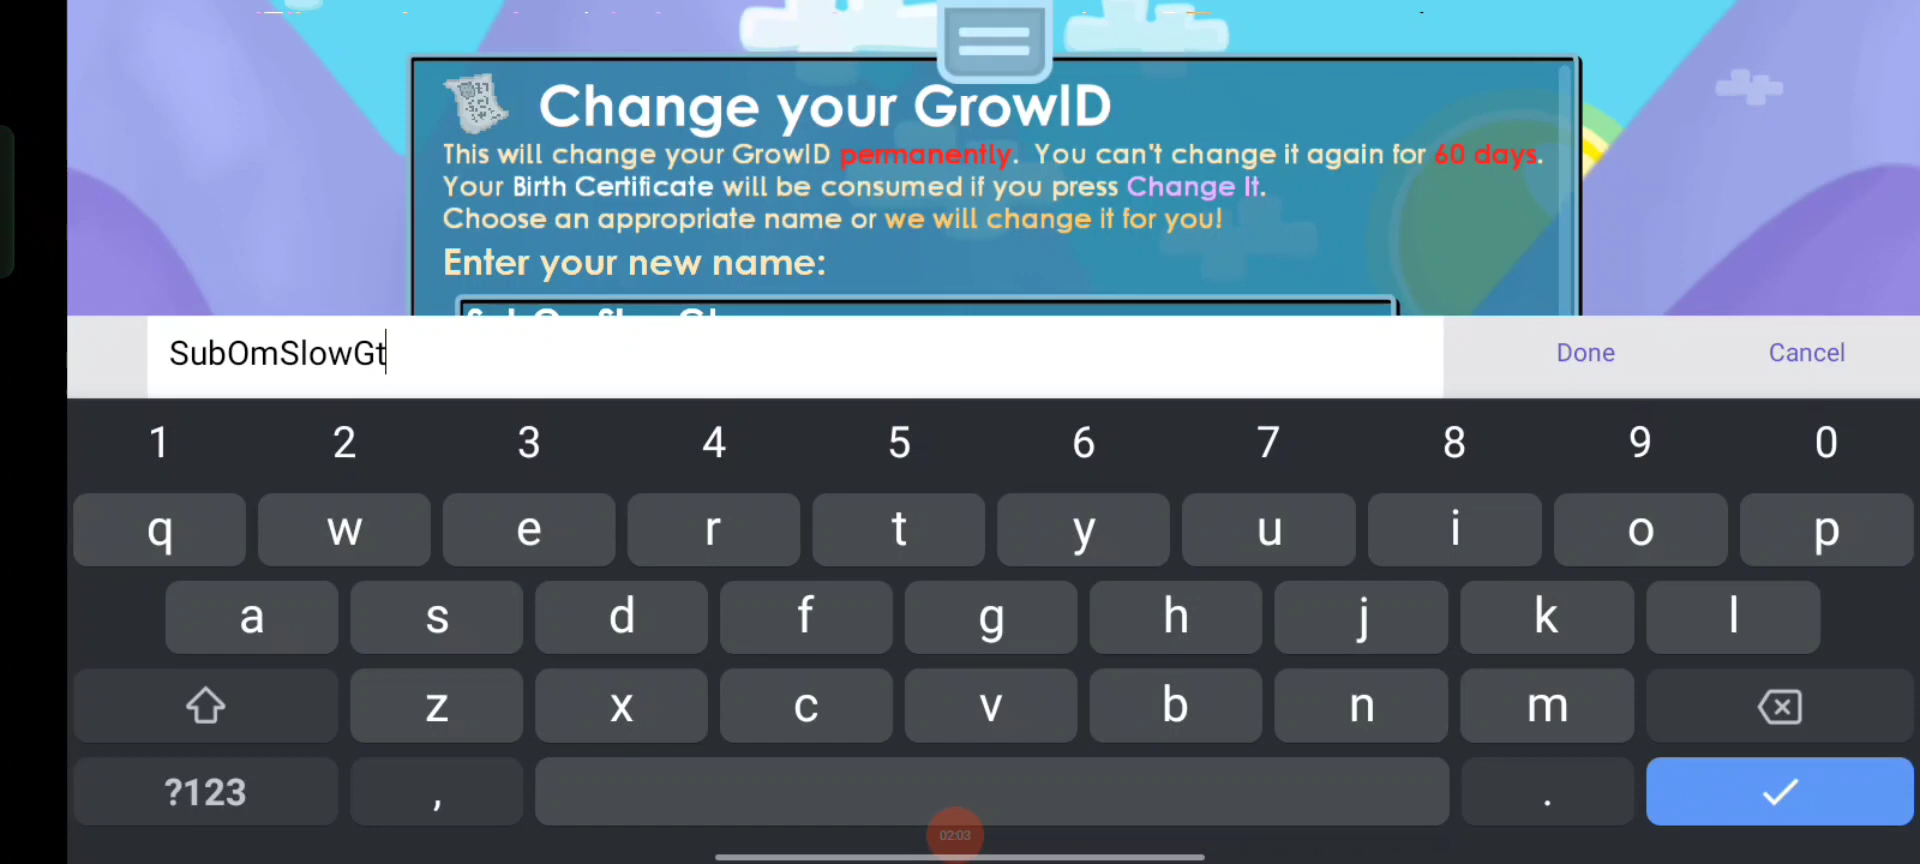 Change your GrowID
This will change your GrowID permanently. You can't change it again for 60 days.
Your Birth Certificate will be consumed if you press Change It.
Choose an appropriate name or we will change it for you!
Enter your new name:
SubOmSlowGt
Done
Cancel
1 2 3 4 5 6 7 8 9 0
q w e r t y u i o p
a s d f g h j k l
z x c v b n m
?123 , .
02:03